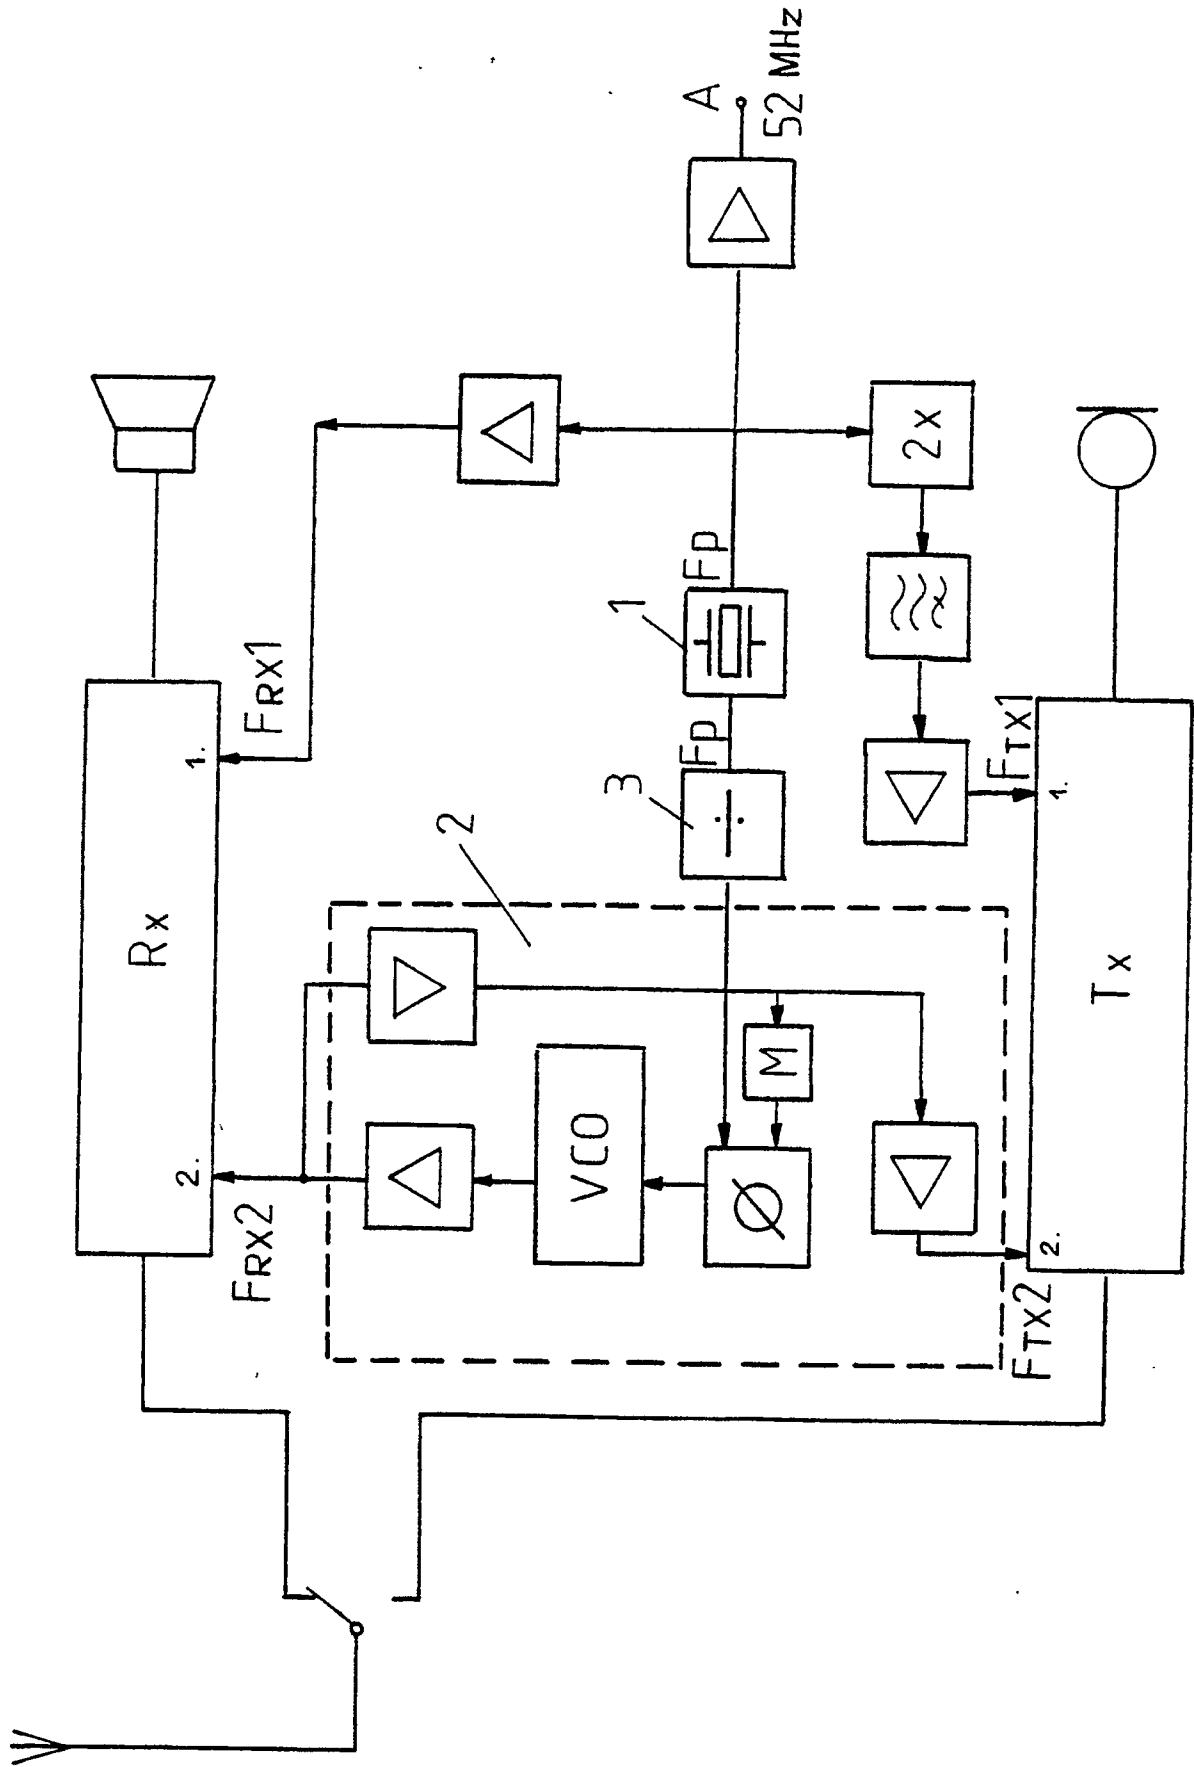 Rx
1.
2.
FRX1
FRX2
2
VCO
M
Ø
3
÷
Fp
1
Fp
A
52 MHz
2x
FTX1
FTX2
Tx
1.
2.